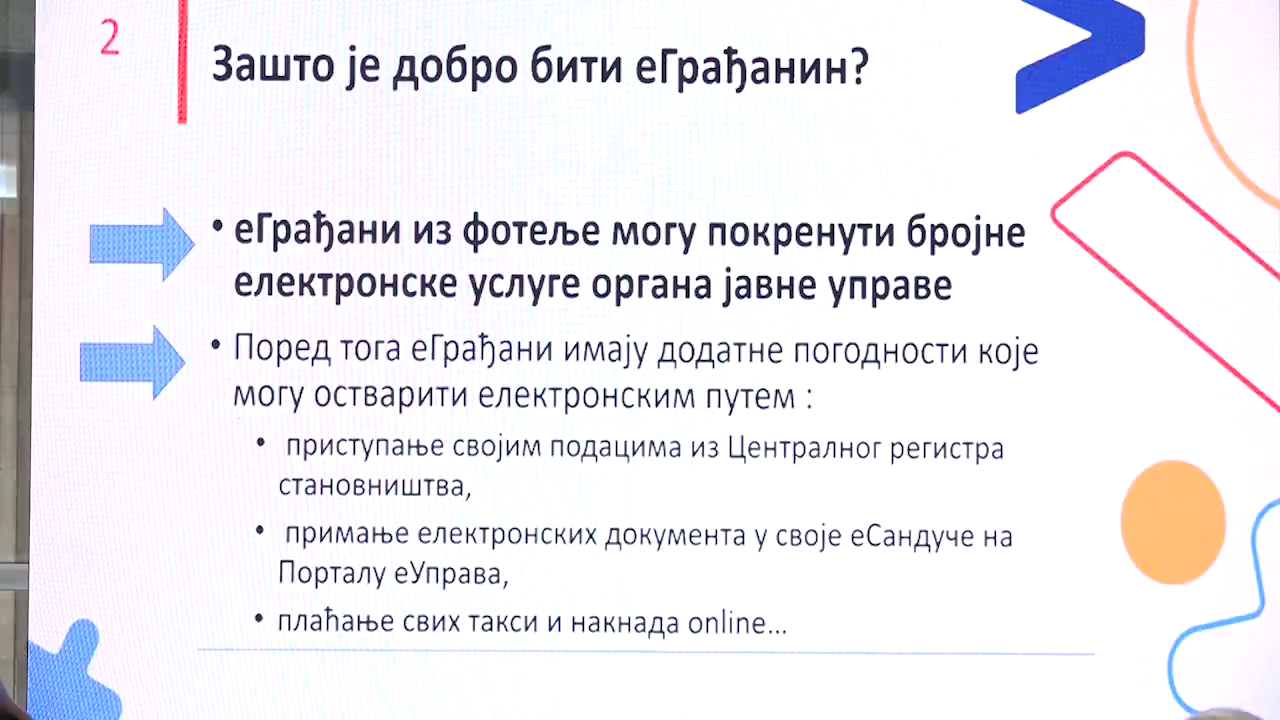 2
Зашто је добро бити еГрађанин?
• еГрађани из фотеље могу покренути бројне
електронске услуге органа јавне управе
• Поред тога еГрађани имају додатне погодности које
могу остварити електронским путем :
• приступање својим подацима из Централног регистра
становништва,
• примање електронских документа у своје еСандуче на
Порталу еУправа,
• плаћање свих такси и накнада online...